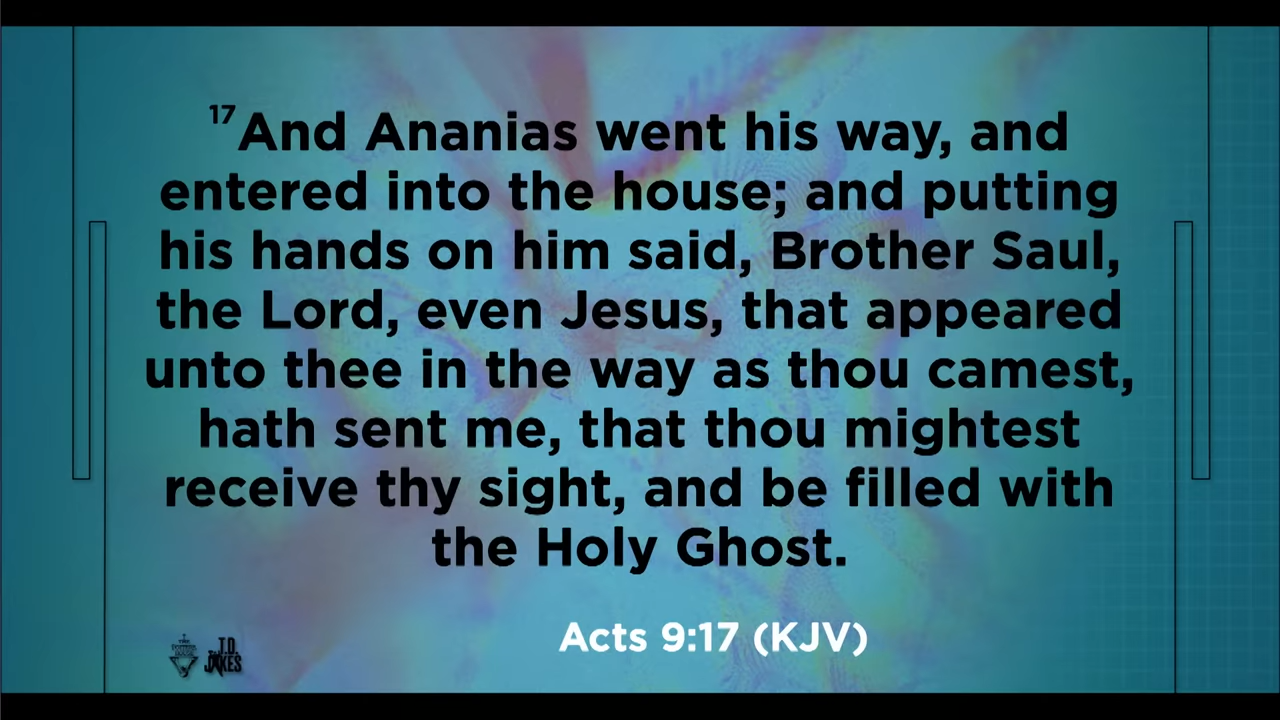 17And Ananias went his way, and
entered into the house; and putting
his hands on him said, Brother Saul,
the Lord, even Jesus, that appeared
unto thee in the way as thou camest,
hath sent me, that thou mightest
receive thy sight, and be filled with
the Holy Ghost.
Acts 9:17 (KJV)
T.D.
JAKES